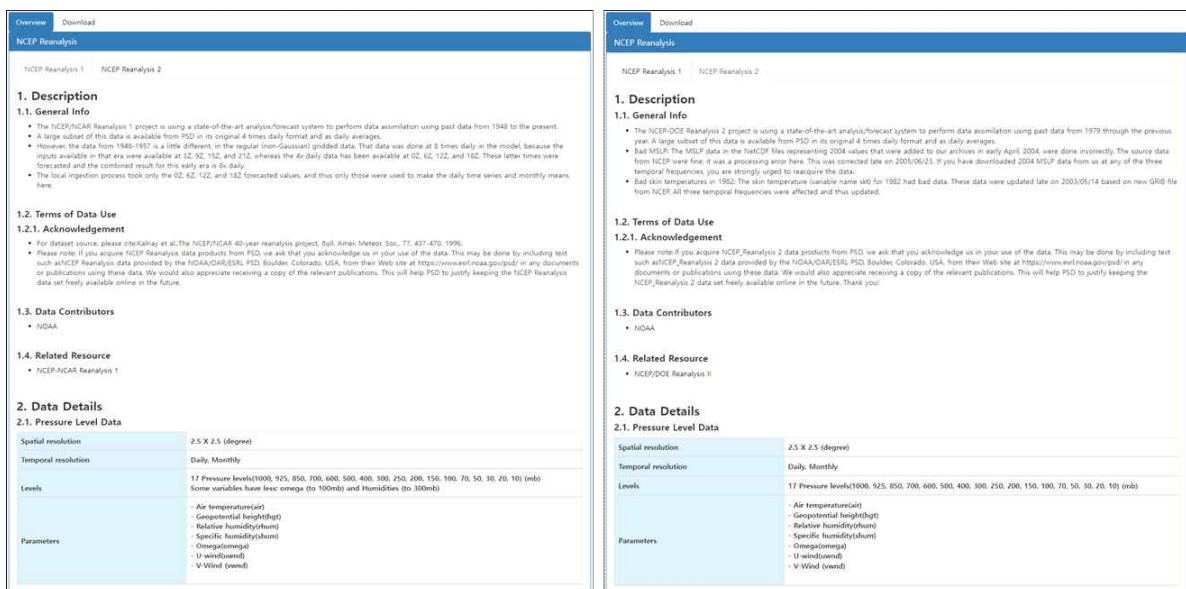 Overview Download
NCEP Reanalysis
NCEP Reanalysis 1 NCEP Reanalysis 2
1. Description
1.1. General Info
The NCEP/NCAR Reanalysis 1 project is using a state-of-the-art analysis/forecast system to perform data assimilation using past data from 1948 to the present.
A large subset of this data is available from PSD in its original 4 times daily format and as daily averages.
However, the data from 1948-1957 is a little different, in the regular (non-Gaussian) gridded data. That data was done at 8 times daily in the model, because the
inputs available in that era were available at 3Z, 9Z, 15Z, and 21Z, whereas the 4x daily data has been available at 0Z, 6Z, 12Z, and 18Z. These latter times were
forecasted and the combined result for this early era is 8x daily.
The local ingestion process took only the 0Z, 6Z, 12Z, and 18Z forecasted values, and thus only those were used to make the daily time series and monthly means
here.
1.2. Terms of Data Use
1.2.1. Acknowledgement
For dataset source, please cite:Kalnay et al.,The NCEP/NCAR 40-year reanalysis project, Bull. Amer. Meteor. Soc., 77, 437-470, 1996.
Please note: If you acquire NCEP Reanalysis data products from PSD, we ask that you acknowledge us in your use of the data. This may be done by including text
such asNCEP Reanalysis data provided by the NOAA/OAR/ESRL PSD, Boulder, Colorado, USA, from their Web site at https://www.esrl.noaa.gov/psd/ in any documents
or publications using these data. We would also appreciate receiving a copy of the relevant publications. This will help PSD to justify keeping the NCEP Reanalysis
data set freely available online in the future.
1.3. Data Contributors
NOAA
1.4. Related Resource
NCEP-NCAR Reanalysis 1
2. Data Details
2.1. Pressure Level Data
Spatial resolution 2.5 X 2.5 (degree)
Temporal resolution Daily, Monthly
Levels 17 Pressure levels(1000, 925, 850, 700, 600, 500, 400, 300, 250, 200, 150, 100, 70, 50, 30, 20, 10) (mb)
Some variables have less: omega (to 100mb) and Humidities (to 300mb)
Parameters
- Air temperature(air)
- Geopotential height(hgt)
- Relative humidity(rhum)
- Specific humidity(shum)
- Omega(omega)
- U-wind(uwnd)
- V-Wind (vwnd)
Overview Download
NCEP Reanalysis
NCEP Reanalysis 1 NCEP Reanalysis 2
1. Description
1.1. General Info
The NCEP-DOE Reanalysis 2 project is using a state-of-the-art analysis/forecast system to perform data assimilation using past data from 1979 through the previous
year. A large subset of this data is available from PSD in its original 4 times daily format and as daily averages.
Bad MSLP: The MSLP data in the NetCDF files representing 2004 values that were added to our archives in early April, 2004, were done incorrectly. The source data
from NCEP were fine; it was a processing error here. This was corrected late on 2005/06/23. If you have downloaded 2004 MSLP data from us at any of the three
temporal frequencies, you are strongly urged to reacquire the data.
Bad skin temperatures in 1982: The skin temperature (variable name skt) for 1982 had bad data. These data were updated late on 2003/05/14 based on new GRIB file
from NCEP. All three temporal frequencies were affected and thus updated.
1.2. Terms of Data Use
1.2.1. Acknowledgement
Please note:If you acquire NCEP_Reanalysis 2 data products from PSD, we ask that you acknowledge us in your use of the data. This may be done by including text
such asNCEP_Reanalysis 2 data provided by the NOAA/OAR/ESRL PSD, Boulder, Colorado, USA, from their Web site at https://www.esrl.noaa.gov/psd/ in any
documents or publications using these data. We would also appreciate receiving a copy of the relevant publications. This will help PSD to justify keeping the
NCEP_Reanalysis 2 data set freely available online in the future. Thank you!
1.3. Data Contributors
NOAA
1.4. Related Resource
NCEP/DOE Reanalysis II
2. Data Details
2.1. Pressure Level Data
Spatial resolution 2.5 X 2.5 (degree)
Temporal resolution Daily, Monthly
Levels 17 Pressure levels(1000, 925, 850, 700, 600, 500, 400, 300, 250, 200, 150, 100, 70, 50, 30, 20, 10) (mb)
Parameters
- Air temperature(air)
- Geopotential height(hgt)
- Relative humidity(rhum)
- Specific humidity(shum)
- Omega(omega)
- U-wind(uwnd)
- V-Wind (vwnd)